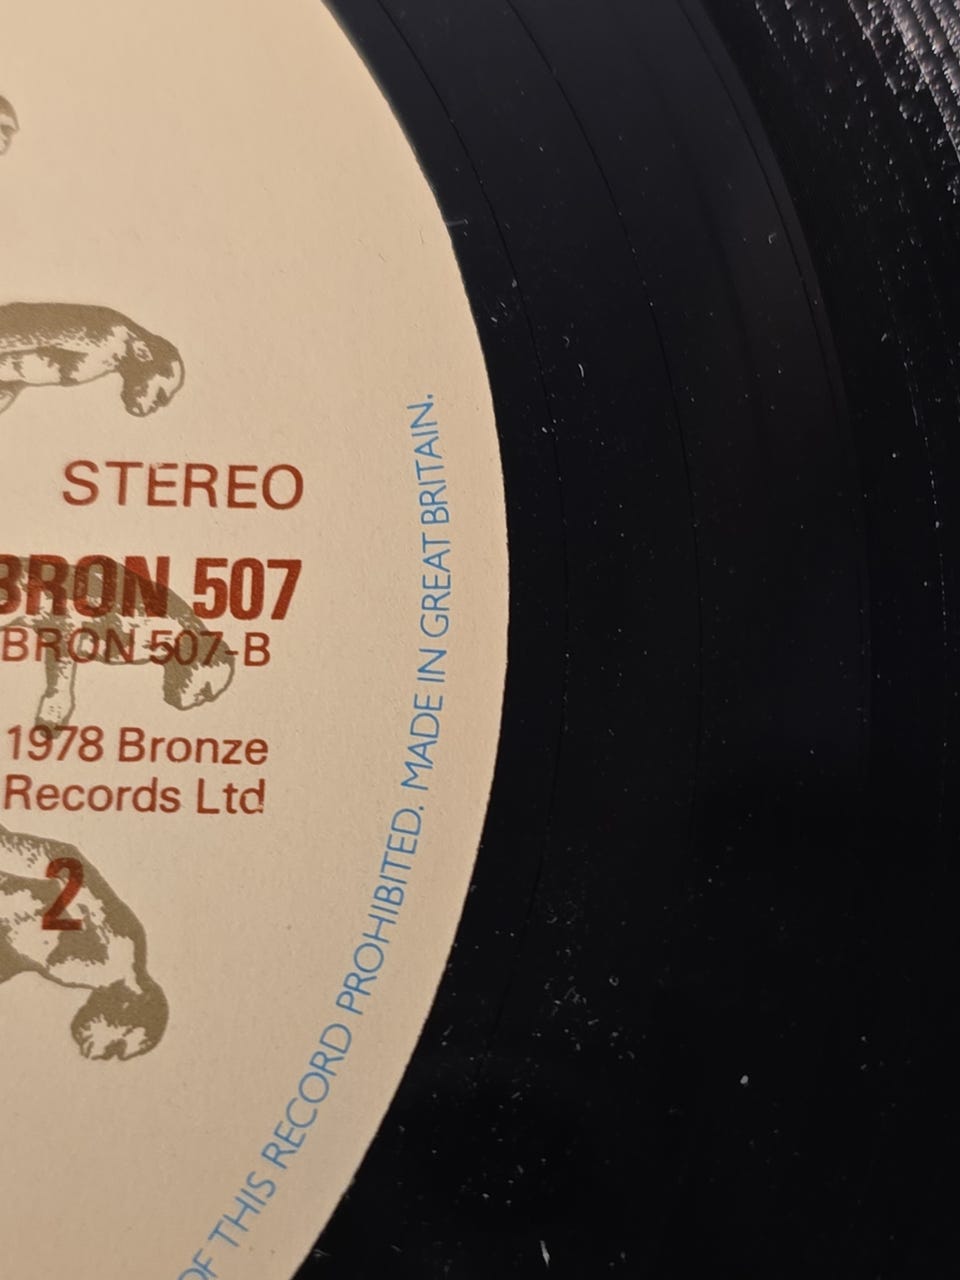 STEREO
BRON 507
BRON 507-B
1978 Bronze
Records Ltd
2
OF THIS RECORD PROHIBITED. MADE IN GREAT BRITAIN.